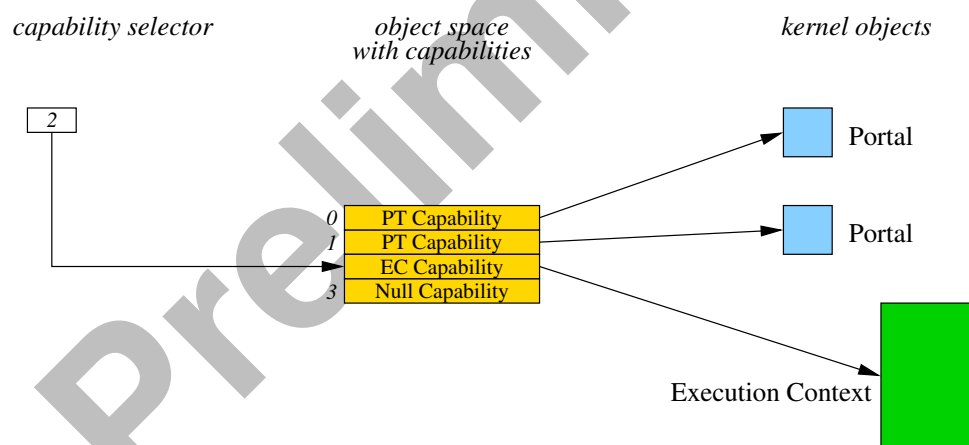 capability selector
object space
with capabilities
kernel objects
2
Portal
0 PT Capability
1 PT Capability
Portal
EC Capability
3 Null Capability
Execution Context
Prelimi